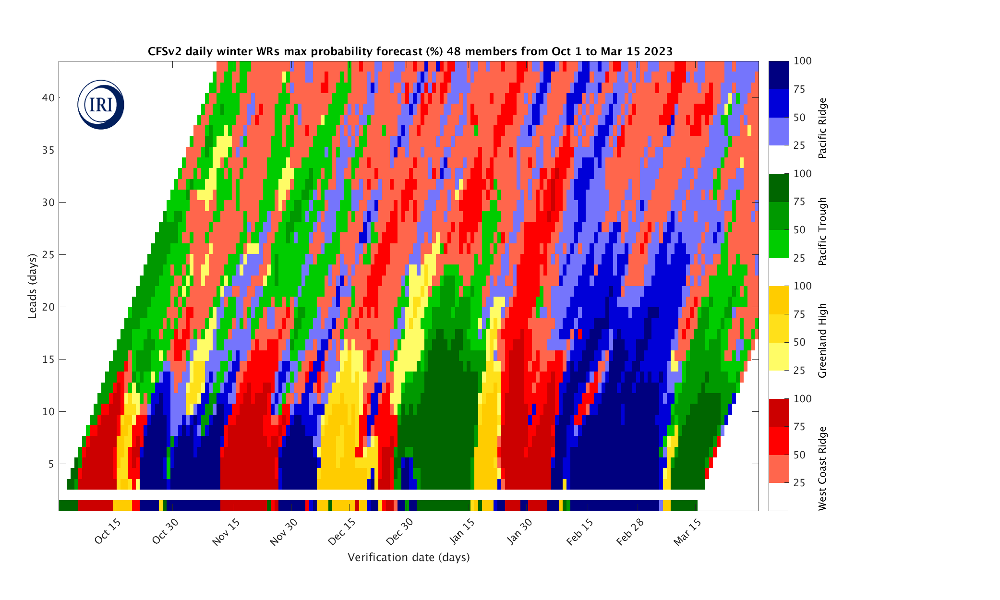 CFSv2 daily winter WRs max probability forecast (%) 48 members from Oct 1 to Mar 15 2023
IRI
Leads (days)
40
35
30
25
20
15
10
5
Oct 15
Oct 30
Nov 15
Nov 30
Dec 15
Dec 30
Jan 15
Jan 30
Feb 15
Feb 28
Mar 15
Verification date (days)
100
75
50
25
Pacific Ridge
100
75
50
25
Pacific Trough
100
75
50
25
Greenland High
100
75
50
25
West Coast Ridge